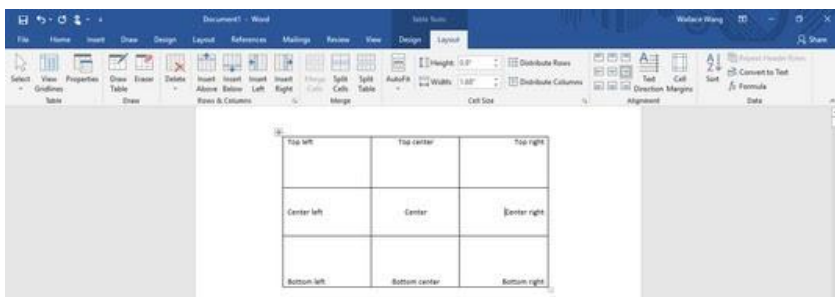 Document1 - Word
Table Tools
Wallace Wang
File Home Insert Draw Design Layout References Mailings Review View Design Layout
Share
Select View Gridlines Properties Draw Table Eraser Delete Insert Above Insert Below Insert Left Insert Right Merge Cells Split Cells Split Table AutoFit Height: 0.8" Distribute Rows Text Direction Cell Margins Sort Repeat Header Rows
Width: Distribute Columns Convert to Text
Formula
Table Draw Rows & Columns Merge Cell Size Alignment Data
Top left Top center Top right
Center left Center Center right
Bottom left Bottom center Bottom right